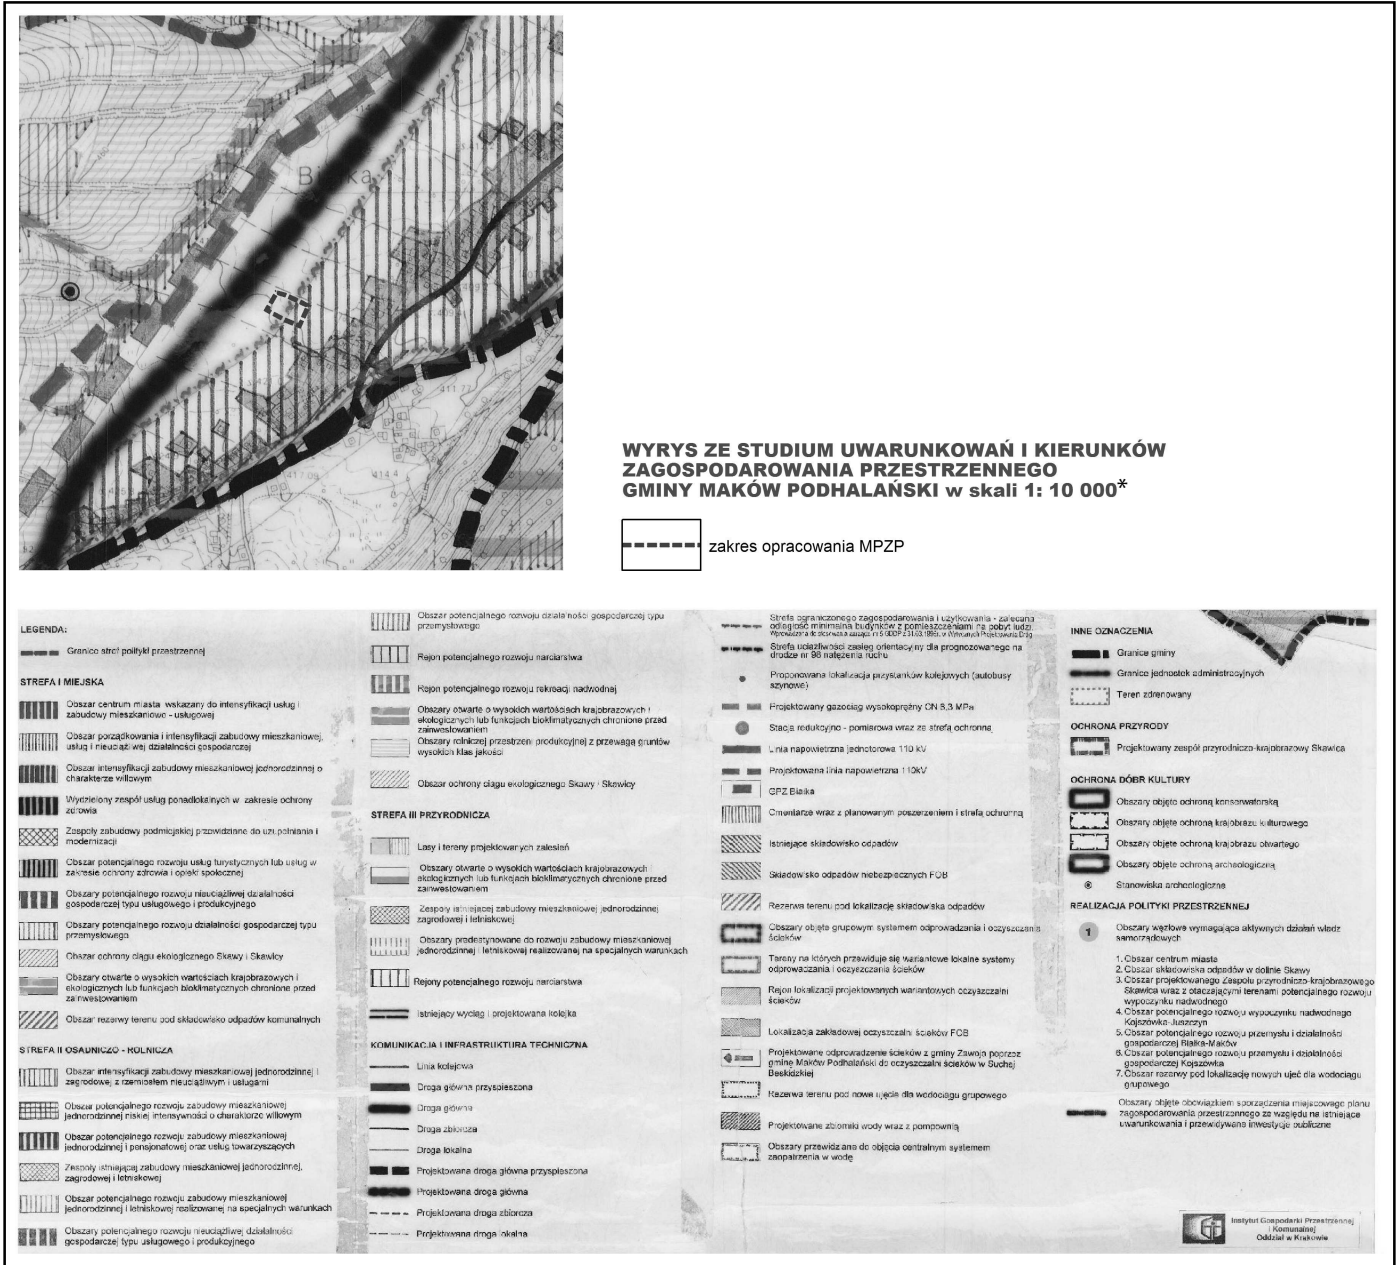 Białka
WYRYS ZE STUDIUM UWARUNKOWAŃ I KIERUNKÓW
ZAGOSPODAROWANIA PRZESTRZENNEGO
GMINY MAKÓW PODHALAŃSKI w skali 1: 10 000*
zakres opracowania MPZP
LEGENDA:
Granice stref polityki przestrzennej
STREFA I MIEJSKA
Obszar centrum miasta wskazany do intensyfikacji usług i
zabudowy mieszkaniowo - usługowej
Obszar porządkowania i intensyfikacji zabudowy mieszkaniowej,
usług i nieuciążliwej działalności gospodarczej
Obszar intensyfikacji zabudowy mieszkaniowej jednorodzinnej o
charakterze willowym
Wydzielony zespół usług ponadlokalnych w zakresie ochrony
zdrowia
Zespoły zabudowy podmiejskiej przewidziane do uzupełniania i
modernizacji
Obszar potencjalnego rozwoju usług turystycznych lub usług w
zakresie ochrony zdrowia i opieki społecznej
Obszary potencjalnego rozwoju nieuciążliwej działalności
gospodarczej typu usługowego i produkcyjnego
Obszary potencjalnego rozwoju działalności gospodarczej typu
przemysłowego
Obszar ochrony ciągu ekologicznego Skawy i Skawicy
Obszary otwarte o wysokich wartościach krajobrazowych i
ekologicznych lub funkcjach bioklimatycznych chronione przed
zainwestowaniem
Obszar rezerwy terenu pod składowisko odpadów komunalnych
STREFA II OSADNICZO - ROLNICZA
Obszar intensyfikacji zabudowy mieszkaniowej jednorodzinnej i
zagrodowej z rzemiosłem nieuciążliwym i usługami
Obszar potencjalnego rozwoju zabudowy mieszkaniowej
jednorodzinnej niskiej intensywności o charakterze willowym
Obszar potencjalnego rozwoju zabudowy mieszkaniowej
jednorodzinnej i pensjonatowej oraz usług towarzyszących
Zespoły istniejącej zabudowy mieszkaniowej jednorodzinnej,
zagrodowej i letniskowej
Obszar potencjalnego rozwoju zabudowy mieszkaniowej
jednorodzinnej i letniskowej realizowanej na specjalnych warunkach
Obszary potencjalnego rozwoju nieuciążliwej działalności
gospodarczej typu usługowego i produkcyjnego
Obszar potencjalnego rozwoju działalności gospodarczej typu
przemysłowego
Rejon potencjalnego rozwoju narciarstwa
Rejon potencjalnego rozwoju rekreacji nadwodnej
Obszary otwarte o wysokich wartościach krajobrazowych i
ekologicznych lub funkcjach bioklimatycznych chronione przed
zainwestowaniem
Obszary rolniczej przestrzeni produkcyjnej z przewagą gruntów
wysokich klas jakości
Obszar ochrony ciągu ekologicznego Skawy i Skawicy
STREFA III PRZYRODNICZA
Lasy i tereny projektowanych zalesień
Obszary otwarte o wysokich wartościach krajobrazowych i
ekologicznych lub funkcjach bioklimatycznych chronione przed
zainwestowaniem
Zespoły istniejącej zabudowy mieszkaniowej jednorodzinnej
zagrodowej i letniskowej
Obszary predestynowane do rozwoju zabudowy mieszkaniowej
jednorodzinnej i letniskowej realizowanej na specjalnych warunkach
Rejony potencjalnego rozwoju narciarstwa
Istniejący wyciąg i projektowana kolejka
KOMUNIKACJA I INFRASTRUKTURA TECHNICZNA
Linia kolejowa
Droga główna przyspieszona
Droga główna
Droga zbiorcza
Droga lokalna
Projektowana droga główna przyspieszona
Projektowana droga główna
Projektowana droga zbiorcza
Projektowana droga lokalna
Strefa ograniczonego zagospodarowania i użytkowania - zalecana
odległość minimalna budynków z pomieszczeniami na pobyt ludzi.
Strefa uciążliwości zasięg orientacyjny dla prognozowanego na
drodze nr 98 natężenia ruchu
Proponowana lokalizacja przystanków kolejowych (autobusy
szynowe)
Projektowany gazociąg wysokoprężny CN 6,3 MPa
Stacja redukcyjno - pomiarowa wraz ze strefą ochronną
Linia napowietrzna jednotorowa 110 kV
Projektowana linia napowietrzna 110kV
GPZ Białka
Cmentarze wraz z planowanym poszerzeniem i strefą ochronną
Istniejące składowisko odpadów
Składowisko odpadów niebezpiecznych FOB
Rezerwa terenu pod lokalizację składowiska odpadów
Obszary objęte grupowym systemem odprowadzania i oczyszczania
ścieków
Tereny na których przewiduje się wariantowe lokalne systemy
odprowadzania i oczyszczania ścieków
Rejon lokalizacji projektowanych wariantowych oczyszczalni
ścieków
Lokalizacja zakładowej oczyszczalni ścieków FOB
Projektowane odprowadzenie ścieków z gminy Zawoja poprzez
gminę Maków Podhalański do oczyszczalni ścieków w Suchej
Beskidzkiej
Rezerwa terenu pod nowe ujęcia dla wodociągu grupowego
Projektowane zbiorniki wody wraz z pompownią
Obszary przewidziane do objęcia centralnym systemem
zaopatrzenia w wodę
INNE OZNACZENIA
Granice gminy
Granice jednostek administracyjnych
Teren zdrenowany
OCHRONA PRZYRODY
Projektowany zespół przyrodniczo-krajobrazowy Skawica
OCHRONA DÓBR KULTURY
Obszary objęte ochroną konserwatorską
Obszary objęte ochroną krajobrazu kulturowego
Obszary objęte ochroną krajobrazu otwartego
Obszary objęte ochroną archeologiczną
Stanowiska archeologiczne
REALIZACJA POLITYKI PRZESTRZENNEJ
1
Obszary węzłowe wymagające aktywnych działań władz
samorządowych
1. Obszar centrum miasta
2. Obszar składowiska odpadów w dolinie Skawy
3. Obszar projektowanego Zespołu przyrodniczo-krajobrazowego
Skawica wraz z otaczającymi terenami potencjalnego rozwoju
wypoczynku nadwodnego
4. Obszar potencjalnego rozwoju wypoczynku nadwodnego
Kojszówka-Juszczyn
5. Obszar potencjalnego rozwoju przemysłu i działalności
gospodarczej Białka-Maków
6. Obszar potencjalnego rozwoju przemysłu i działalności
gospodarczej Kojszówka
7. Obszar rezerwy pod lokalizację nowych ujęć dla wodociągu
grupowego
Obszary objęte obowiązkiem sporządzenia miejscowego planu
zagospodarowania przestrzennego ze względu na istniejące
uwarunkowania i przewidywane inwestycje publiczne
Instytut Gospodarki Przestrzennej
i Komunalnej
Oddział w Krakowie